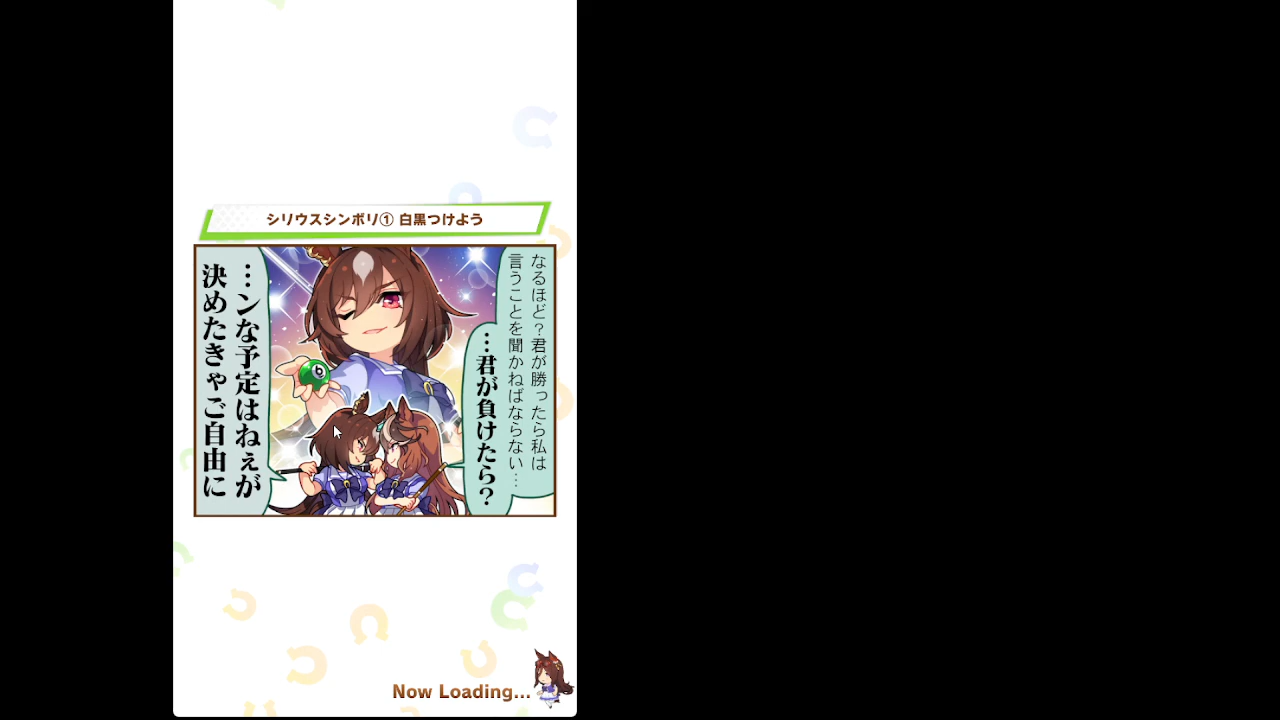 シリウスシンボリ① 白黒つけよう
なるほど?君が勝ったら私は
言うことを聞かねばならない…
…君が負けたら?
…ンな予定はねぇが
決めたきゃご自由に
6
Now Loading...